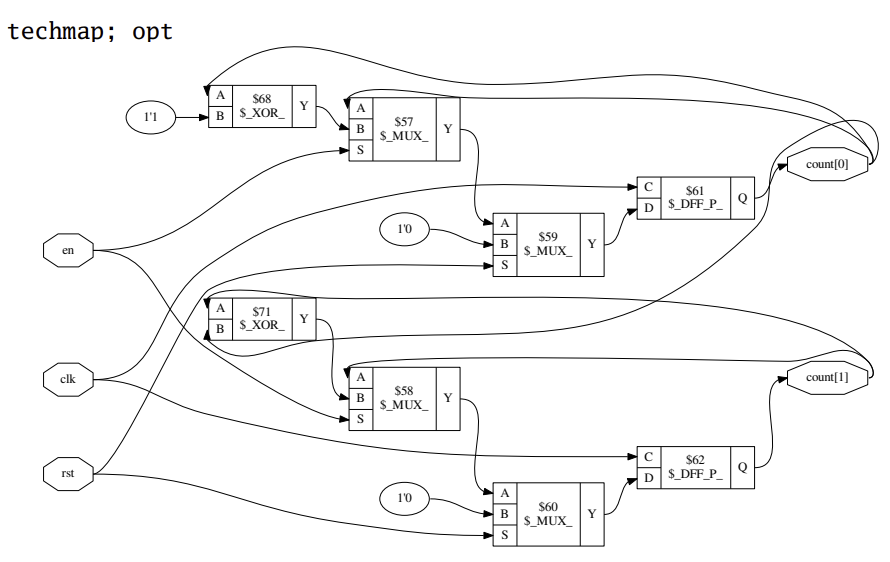 techmap; opt
A
B
$68
$_XOR_
Y
1'1
A
B
S
$57
$_MUX_
Y
count[0]
C
D
$61
$_DFF_P_
Q
1'0
A
B
S
$59
$_MUX_
Y
en
A
B
$71
$_XOR_
Y
clk
A
B
S
$58
$_MUX_
Y
count[1]
C
D
$62
$_DFF_P_
Q
rst
1'0
A
B
S
$60
$_MUX_
Y